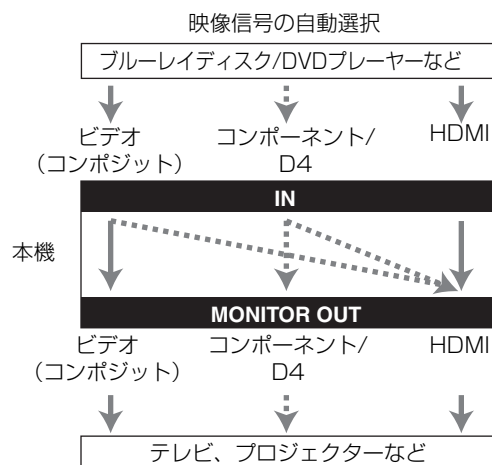 映像信号の自動選択
ブルーレイディスク/DVDプレーヤーなど
ビデオ
（コンポジット）
コンポーネント/
D4
HDMI
IN
本機
MONITOR OUT
ビデオ
（コンポジット）
コンポーネント/
D4
HDMI
テレビ、プロジェクターなど